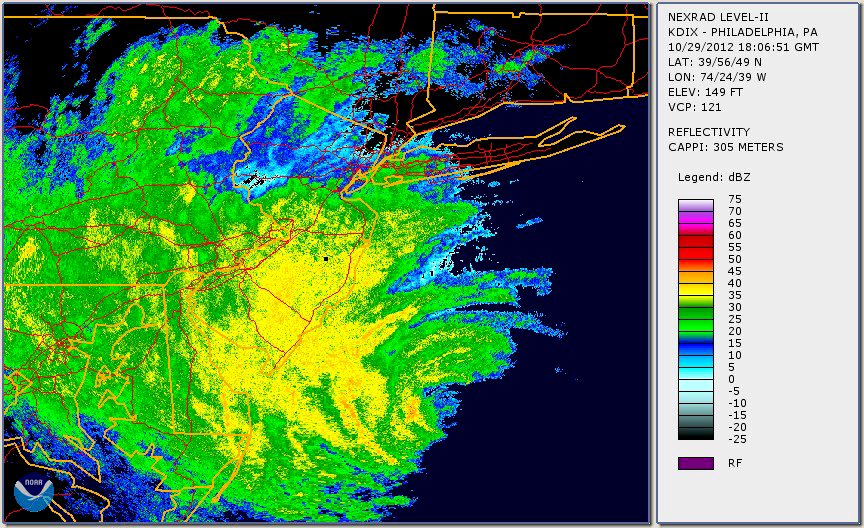 NEXRAD LEVEL-II
KDIX - PHILADELPHIA, PA
10/29/2012 18:06:51 GMT
LAT: 39/56/49 N
LON: 74/24/39 W
ELEV: 149 FT
VCP: 121
REFLECTIVITY
CAPPI: 305 METERS
Legend: dBZ
75
70
65
60
55
50
45
40
35
30
25
20
15
10
5
0
-5
-10
-15
-20
-25
RF
NOAA